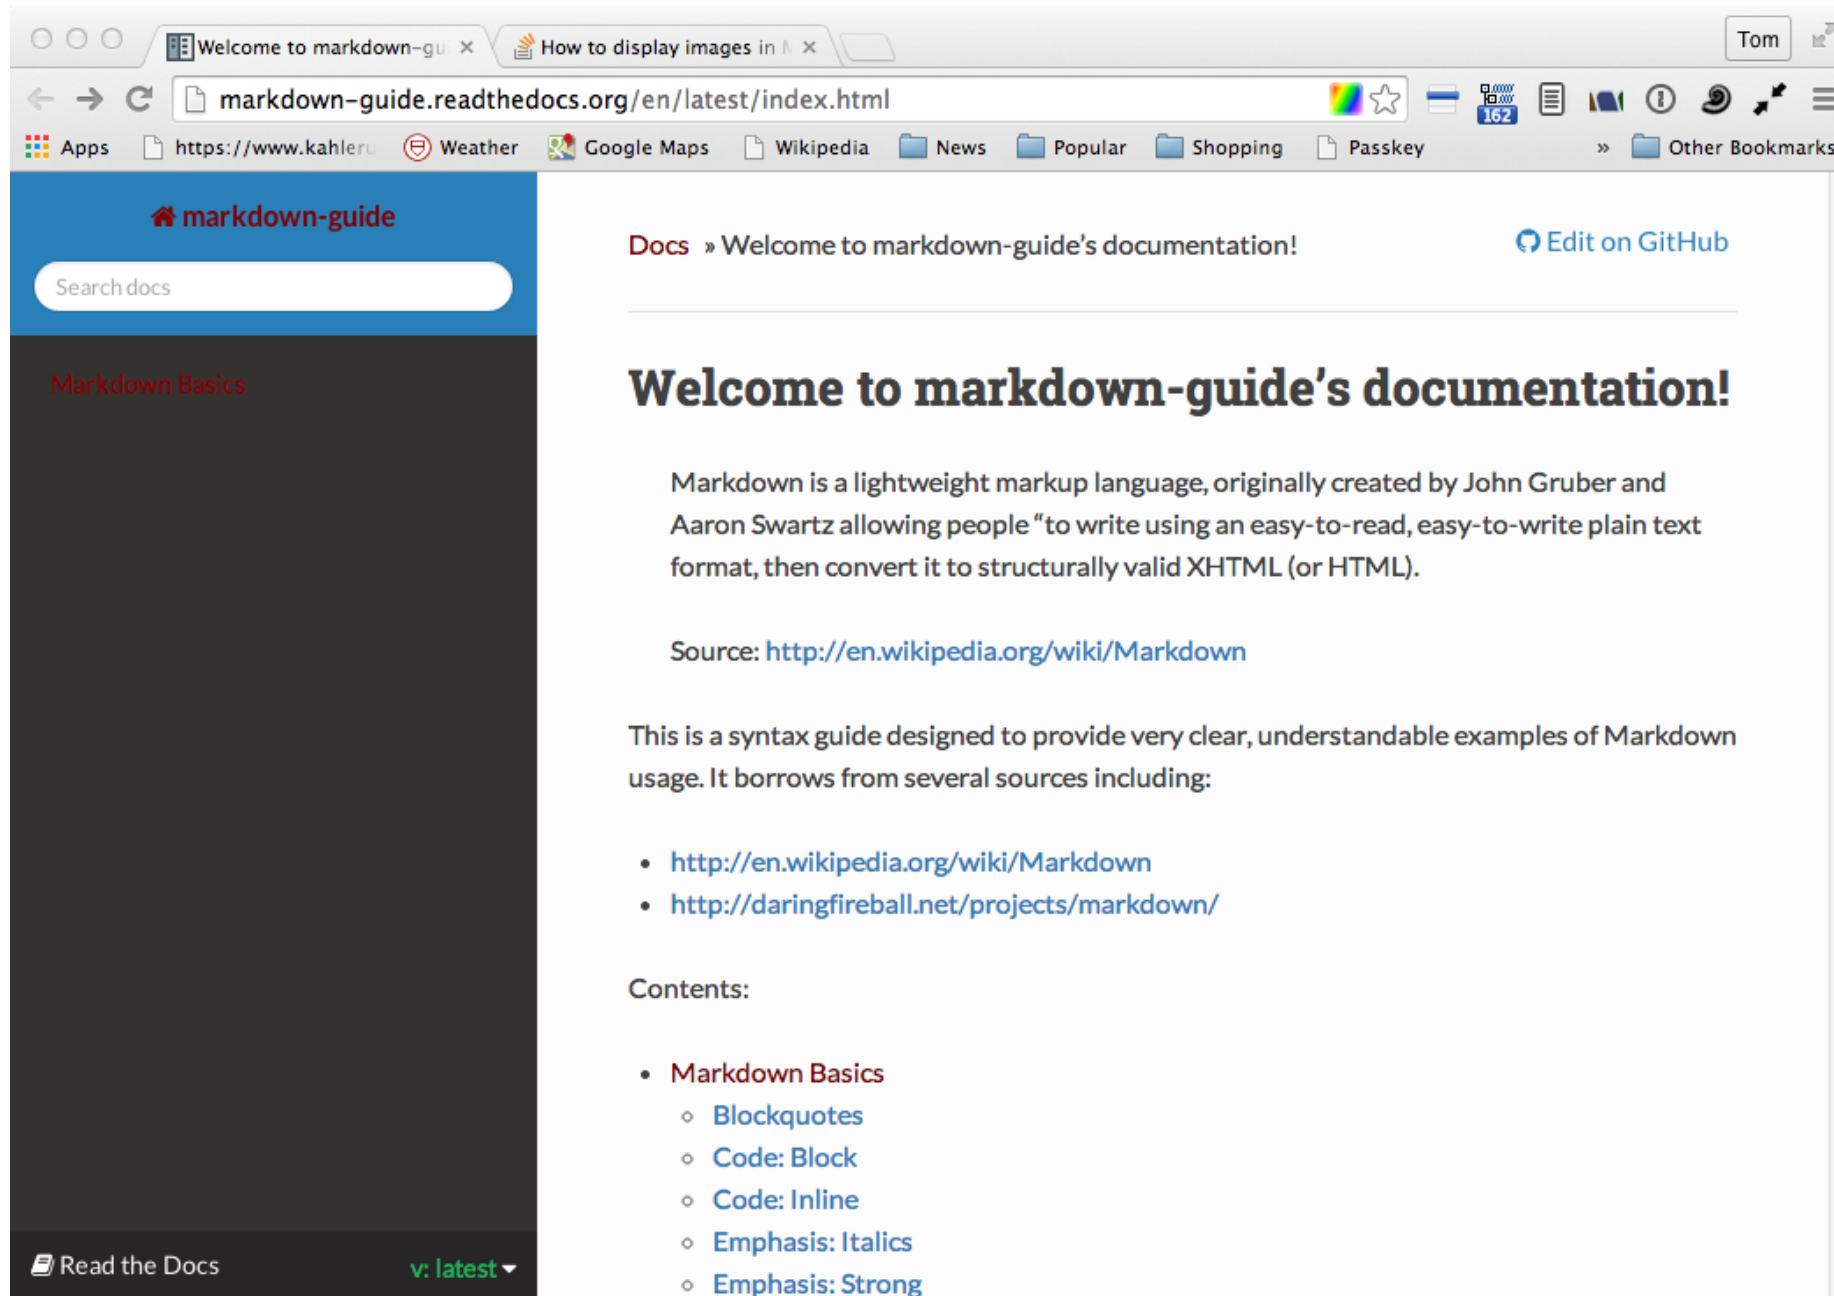 Welcome to markdown-gu
How to display images in
Tom
markdown-guide.readthedocs.org/en/latest/index.html
162
Apps https://www.kahleru Weather Google Maps Wikipedia News Popular Shopping Passkey » Other Bookmarks
markdown-guide
Search docs
Markdown Basics
Read the Docs v: latest
Docs » Welcome to markdown-guide’s documentation!
Edit on GitHub
Welcome to markdown-guide’s documentation!
Markdown is a lightweight markup language, originally created by John Gruber and
Aaron Swartz allowing people “to write using an easy-to-read, easy-to-write plain text
format, then convert it to structurally valid XHTML (or HTML).
Source: http://en.wikipedia.org/wiki/Markdown
This is a syntax guide designed to provide very clear, understandable examples of Markdown
usage. It borrows from several sources including:
• http://en.wikipedia.org/wiki/Markdown
• http://daringfireball.net/projects/markdown/
Contents:
• Markdown Basics
◦ Blockquotes
◦ Code: Block
◦ Code: Inline
◦ Emphasis: Italics
◦ Emphasis: Strong